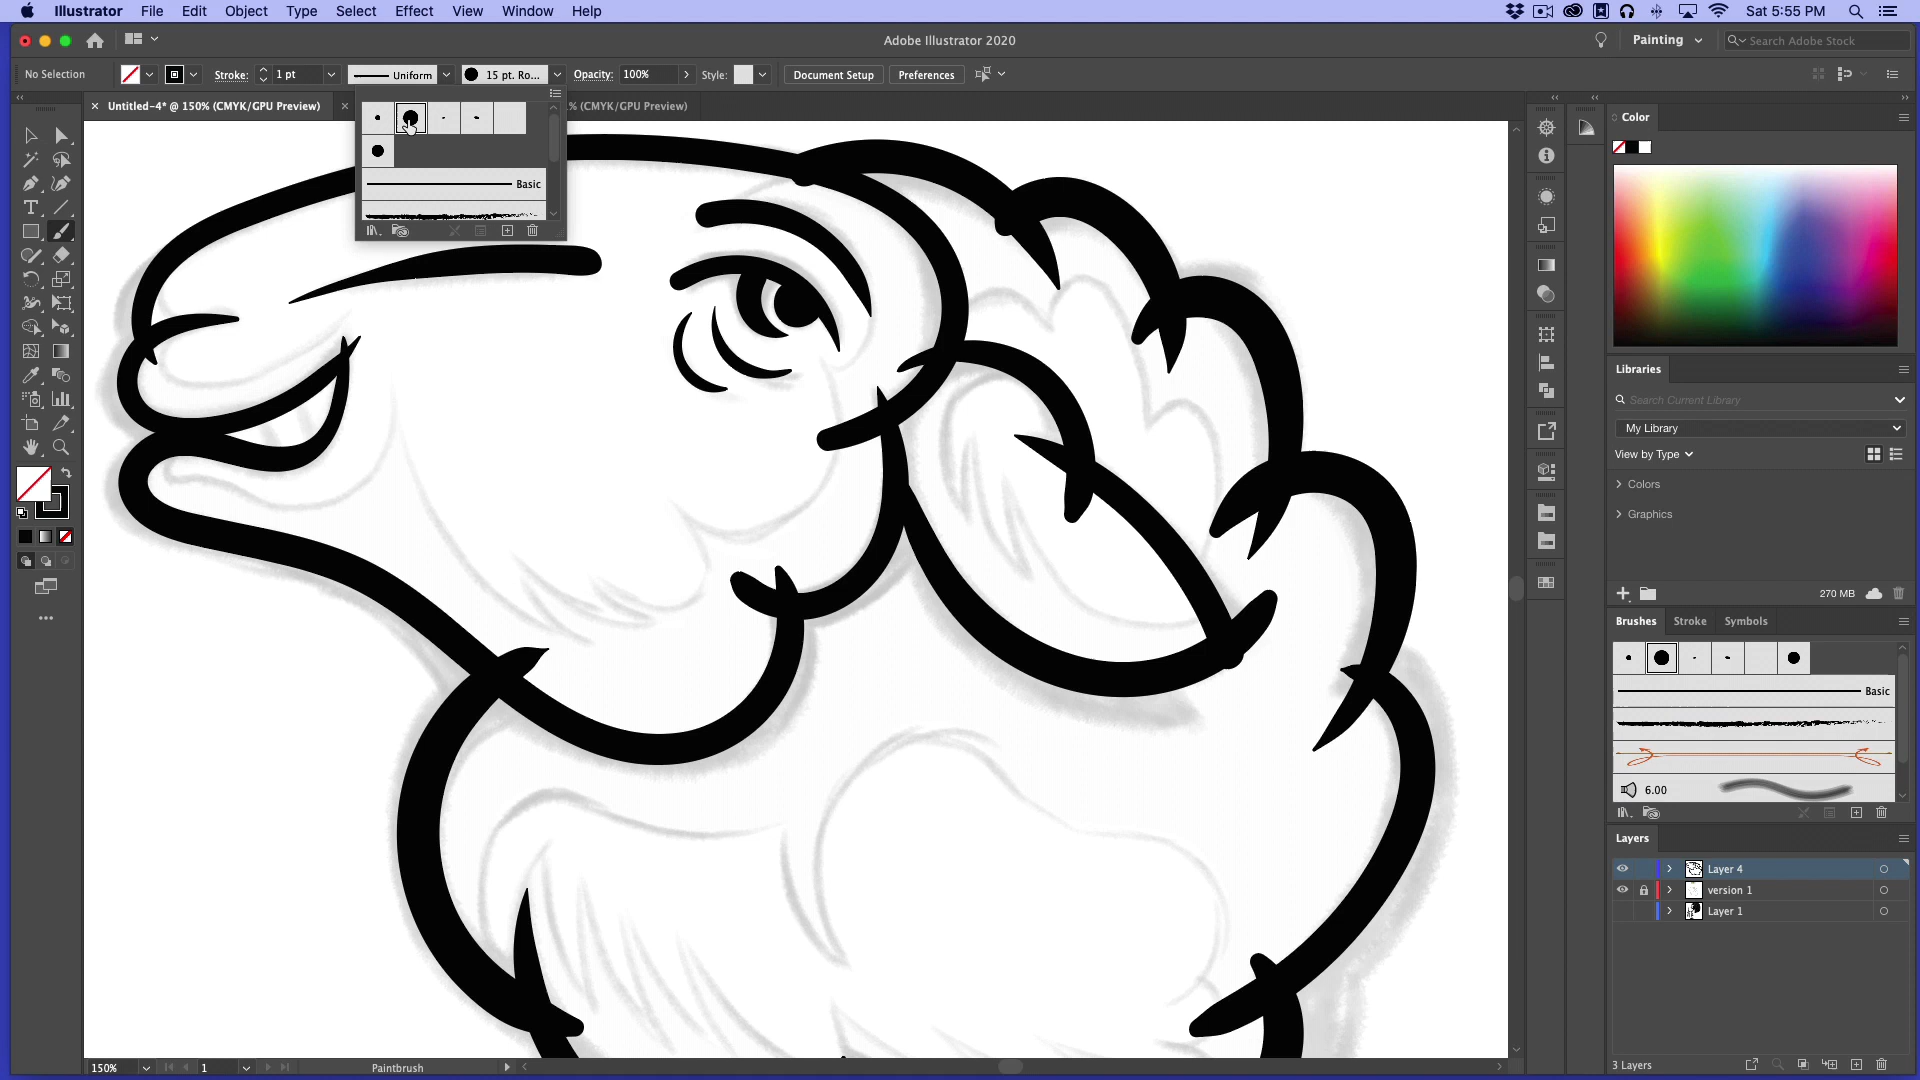 Illustrator File Edit Object Type Select Effect View Window Help Sat 5:55 PM
Adobe Illustrator 2020 Painting Search Adobe Stock
No Selection Stroke: 1 pt Uniform 15 pt. Ro... Opacity: 100% Style: Document Setup Preferences
Untitled-4* @ 150% (CMYK/GPU Preview) % (CMYK/GPU Preview)
Basic
Color
Libraries
Search Current Library
My Library
View by Type
Colors
Graphics
270 MB
Brushes Stroke Symbols
Basic
6.00
Layers
Layer 4
version 1
Layer 1
3 Layers
150% 1 Paintbrush